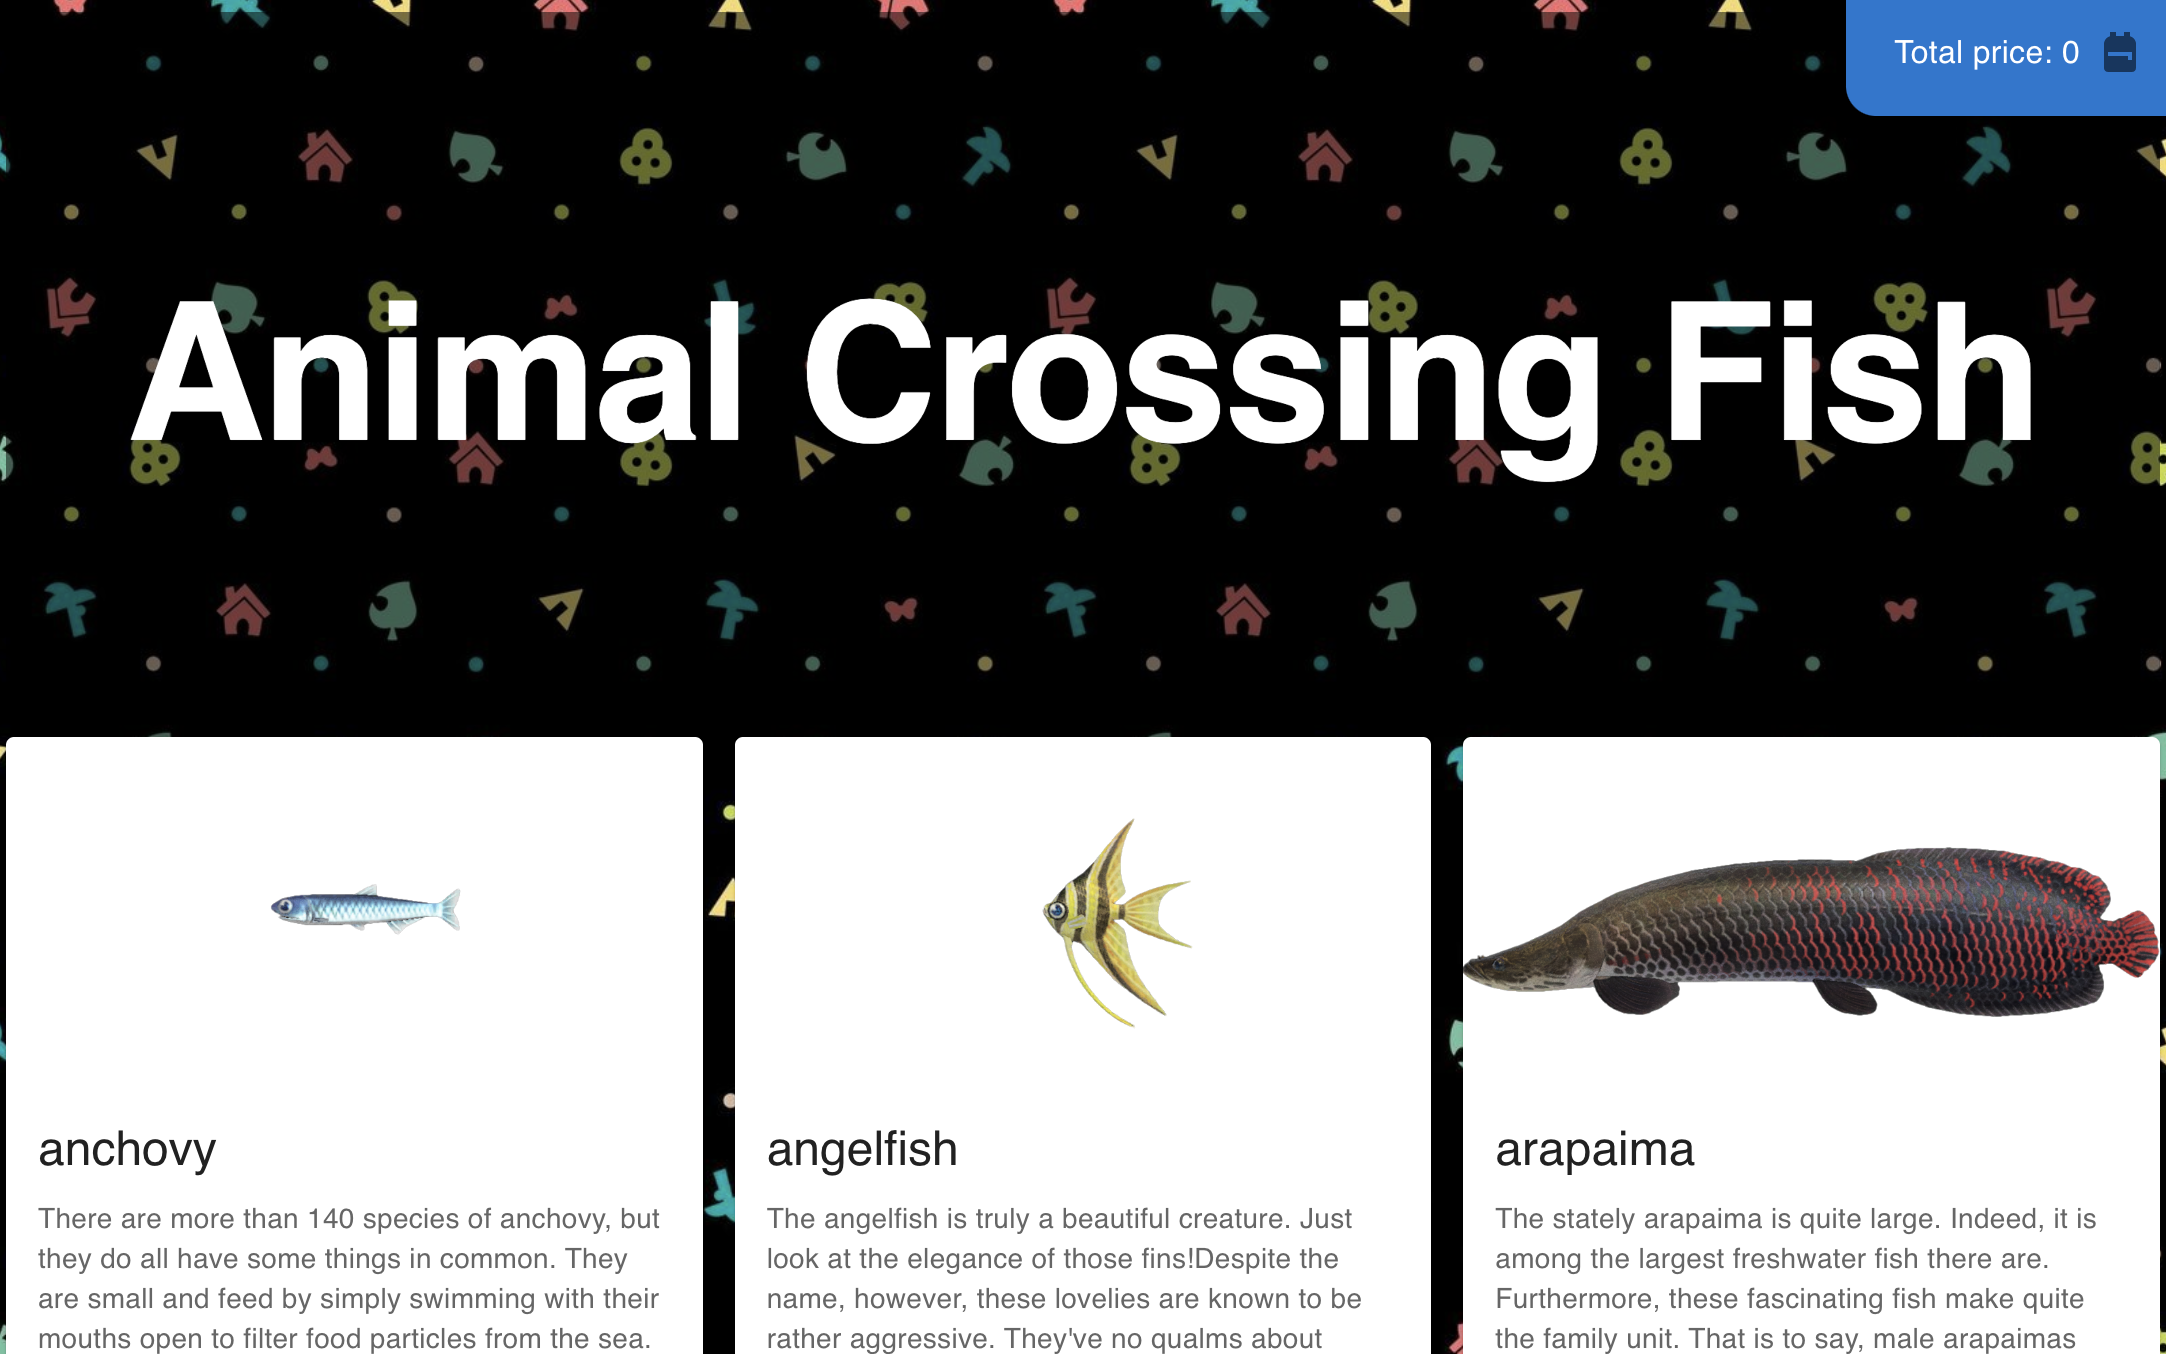 Total price: 0
Animal Crossing Fish
anchovy
There are more than 140 species of anchovy, but
they do all have some things in common. They
are small and feed by simply swimming with their
mouths open to filter food particles from the sea.
angelfish
The angelfish is truly a beautiful creature. Just
look at the elegance of those fins!Despite the
name, however, these lovelies are known to be
rather aggressive. They've no qualms about
arapaima
The stately arapaima is quite large. Indeed, it is
among the largest freshwater fish there are.
Furthermore, these fascinating fish make quite
the family unit. That is to say, male arapaimas